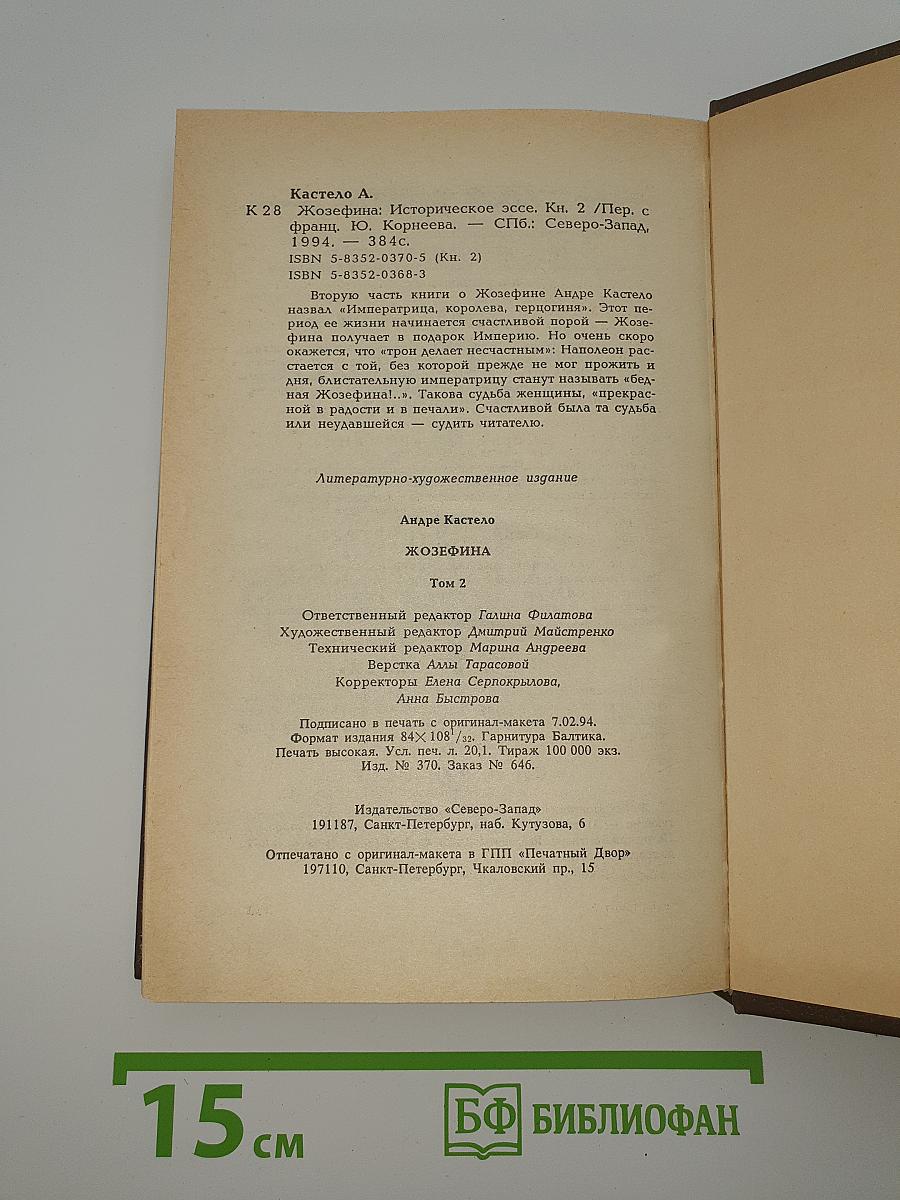 Кастело А.
К 28 Жозефина: Историческое эссе. Кн. 2 /Пер. с
франц. Ю. Корнеева. — СПб.: Северо-Запад,
1994. — 384с.
ISBN 5-8352-0370-5 (Кн. 2)
ISBN 5-8352-0368-3
Вторую часть книги о Жозефине Андре Кастело
назвал «Императрица, королева, герцогиня». Этот пе-
риод ее жизни начинается счастливой порой — Жозе-
фина получает в подарок Империю. Но очень скоро
окажется, что «трон делает несчастным»: Наполеон рас-
стается с той, без которой прежде не мог прожить и
дня, блистательную императрицу станут называть «бед-
ная Жозефина!..». Такова судьба женщины, «прекрас-
ной в радости и в печали». Счастливой была та судьба
или неудавшейся — судить читателю.
Литературно-художественное издание
Андре Кастело
ЖОЗЕФИНА
Том 2
Ответственный редактор Галина Филатова
Художественный редактор Дмитрий Майстренко
Технический редактор Марина Андреева
Верстка Аллы Тарасовой
Корректоры Елена Серпокрылова,
Анна Быстрова
Подписано в печать с оригинал-макета 7.02.94.
Формат издания 84×108¹/₃₂. Гарнитура Балтика.
Печать высокая. Усл. печ. л. 20,1. Тираж 100 000 экз.
Изд. № 370. Заказ № 646.
Издательство «Северо-Запад»
191187, Санкт-Петербург, наб. Кутузова, 6
Отпечатано с оригинал-макета в ГПП «Печатный Двор»
197110, Санкт-Петербург, Чкаловский пр., 15
15 см
БФ БИБЛИОФАН